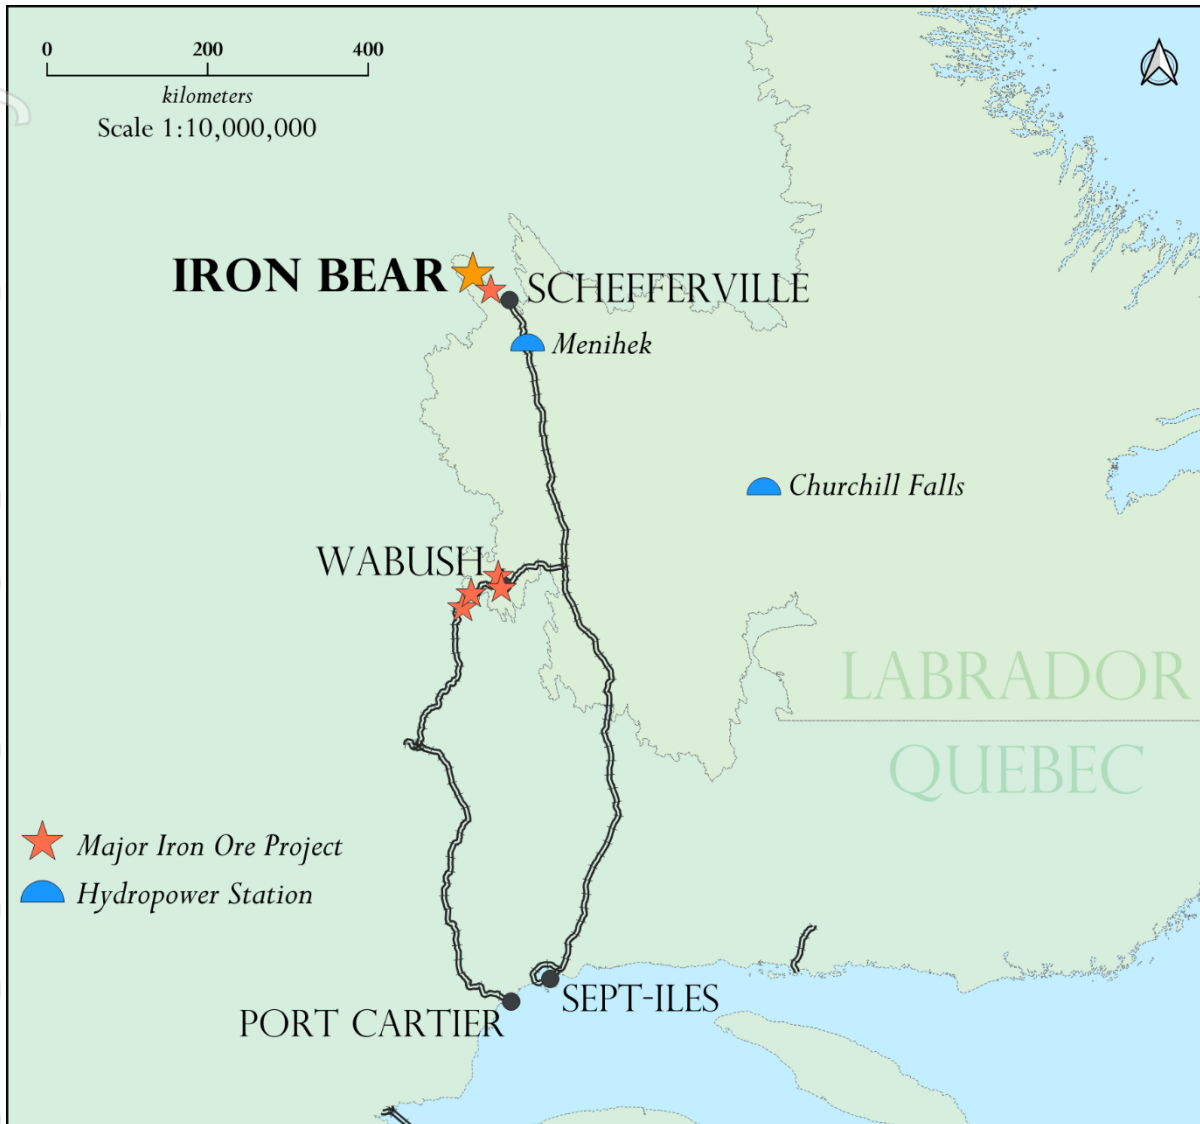 0 200 400
kilometers
Scale 1:10,000,000
IRON BEAR
SCHEFFERVILLE
Menihek
Churchill Falls
WABUSH
LABRADOR
QUEBEC
Major Iron Ore Project
Hydropower Station
SEPT-ILES
PORT CARTIER